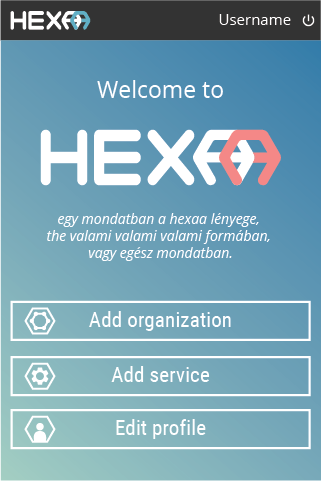 HEXAA
Username
Welcome to
HEXAA
egy mondatban a hexaa lényege,
the valami valami valami formában,
vagy egész mondatban.
Add organization
Add service
Edit profile